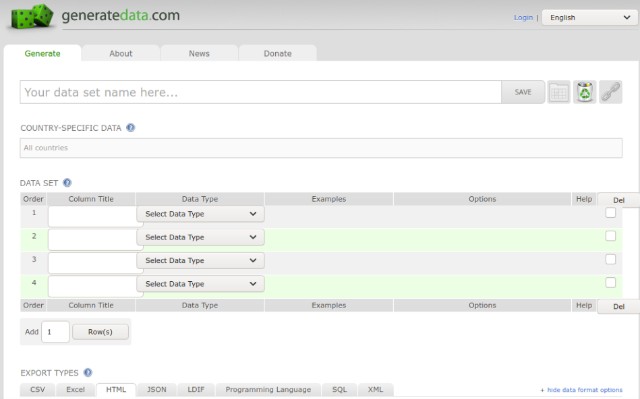 generatedata.com
Login | English
Generate About News Donate
Your data set name here... SAVE
COUNTRY-SPECIFIC DATA ?
All countries
DATA SET ?
Order Column Title Data Type Examples Options Help Del
1 Select Data Type
2 Select Data Type
3 Select Data Type
4 Select Data Type
Order Column Title Data Type Examples Options Help Del
Add 1 Row(s)
EXPORT TYPES ?
CSV Excel HTML JSON LDIF Programming Language SQL XML + hide data format options